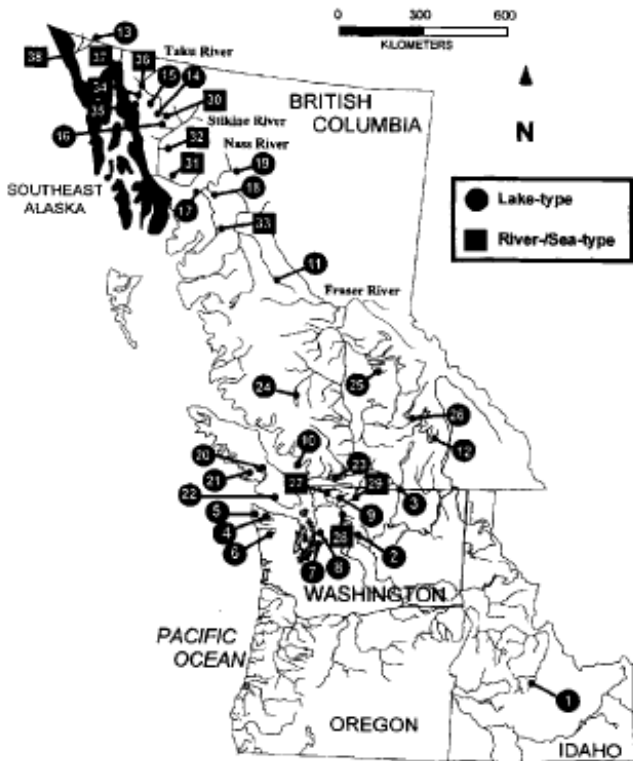 0 300 600
KILOMETERS
13
38
37
36
Taku River
34
15
14
35
30
BRITISH
COLUMBIA
16
Stikine River
N
32
Nass River
31
19
18
SOUTHEAST
ALASKA
17
33
Lake-type
River-/Sea-type
11
Fraser River
25
24
26
12
10
20
23
21
27
29
22
9
3
5
4
6
28
2
7
8
WASHINGTON
PACIFIC
OCEAN
1
OREGON
IDAHO